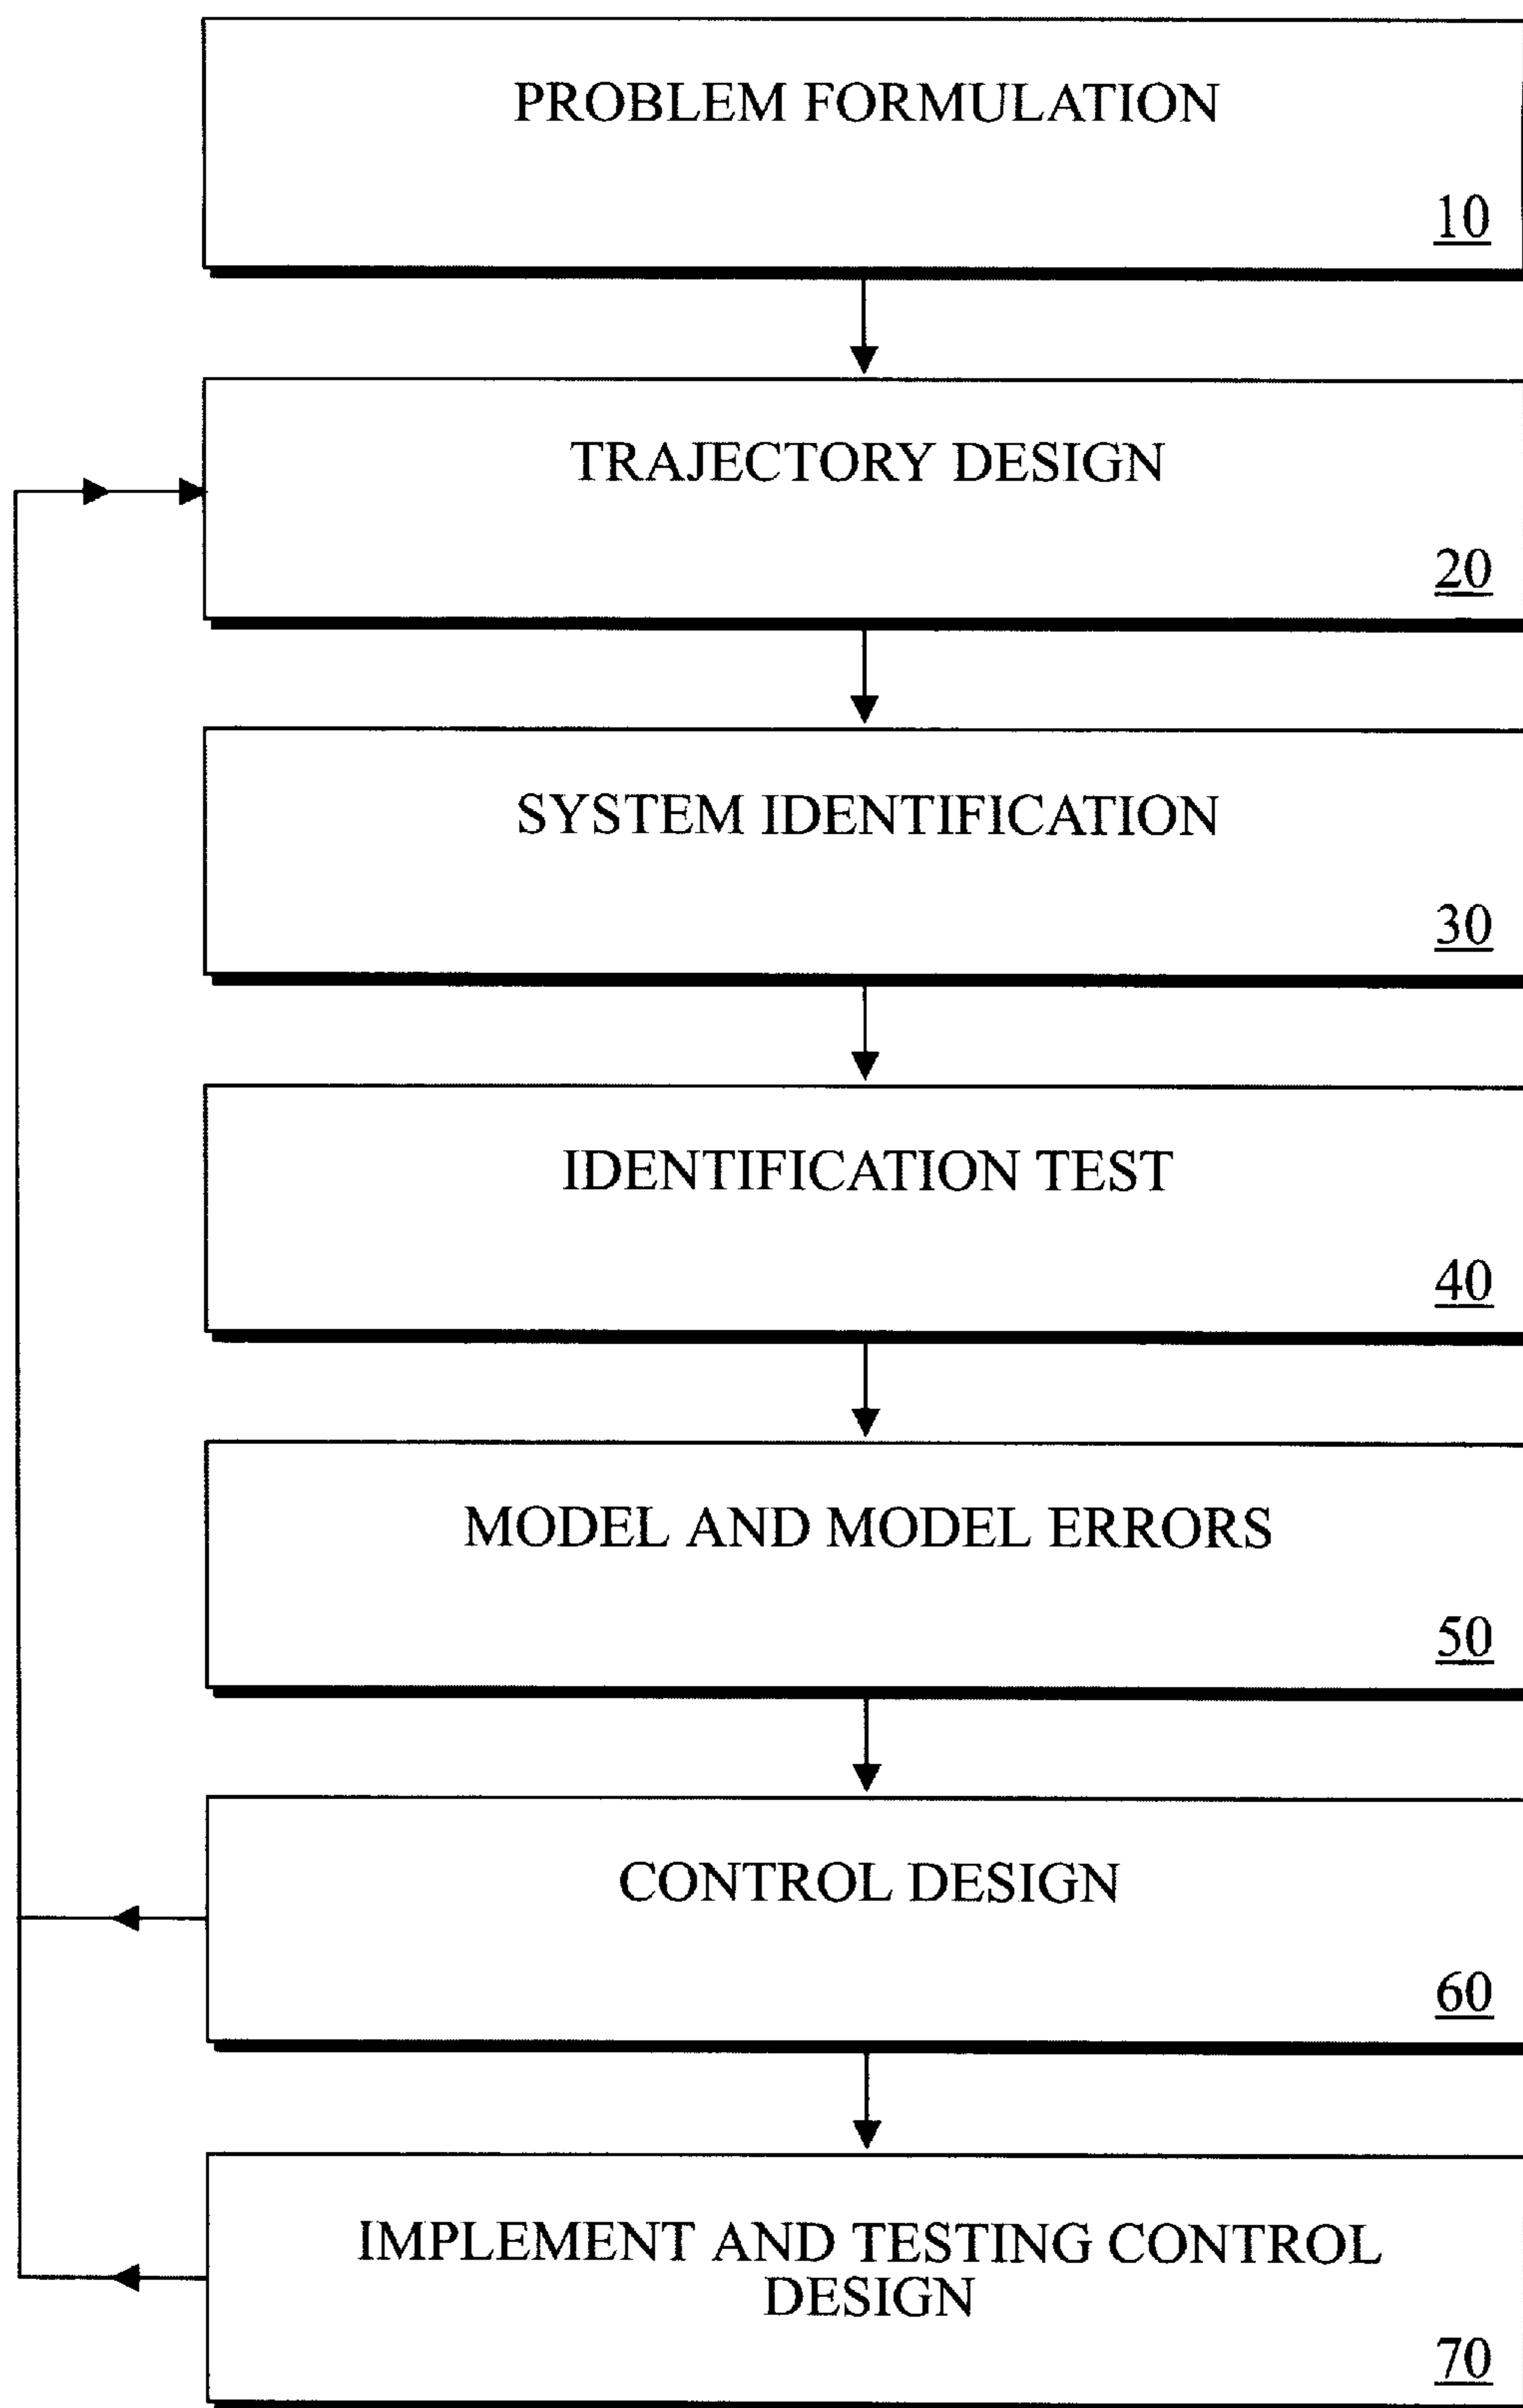 PROBLEM FORMULATION
10
TRAJECTORY DESIGN
20
SYSTEM IDENTIFICATION
30
IDENTIFICATION TEST
40
MODEL AND MODEL ERRORS
50
CONTROL DESIGN
60
IMPLEMENT AND TESTING CONTROL
DESIGN
70